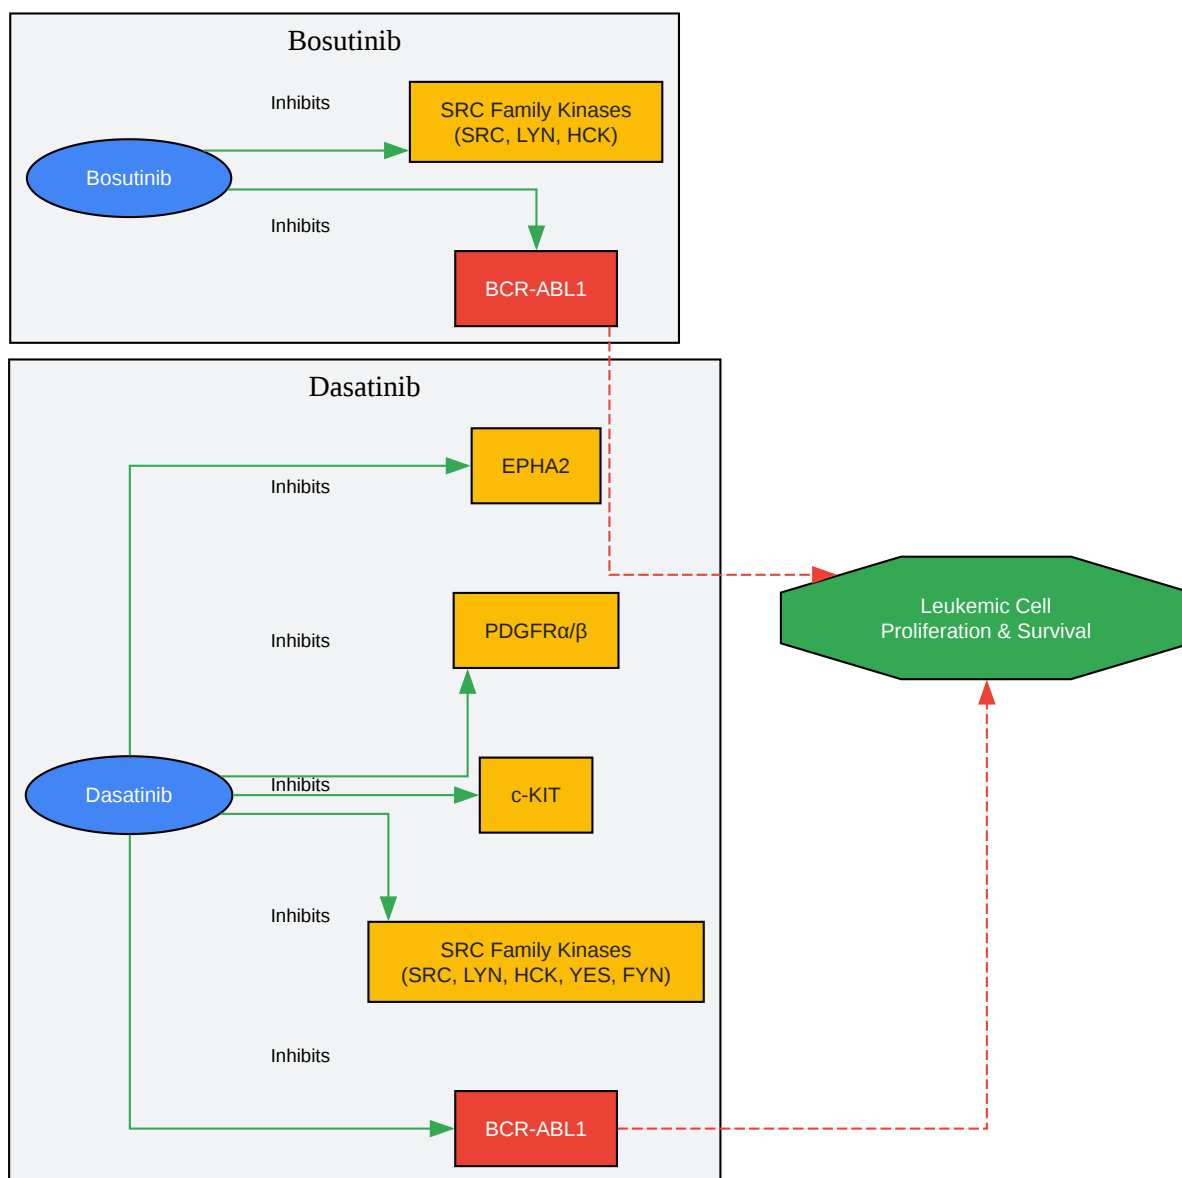 Bosutinib
Inhibits
SRC Family Kinases
(SRC, LYN, HCK)
Bosutinib
Inhibits
BCR-ABL1
Dasatinib
EPHA2
Inhibits
Leukemic Cell
Proliferation & Survival
PDGFRα/β
Inhibits
Inhibits
Dasatinib
c-KIT
Inhibits
SRC Family Kinases
(SRC, LYN, HCK, YES, FYN)
Inhibits
BCR-ABL1